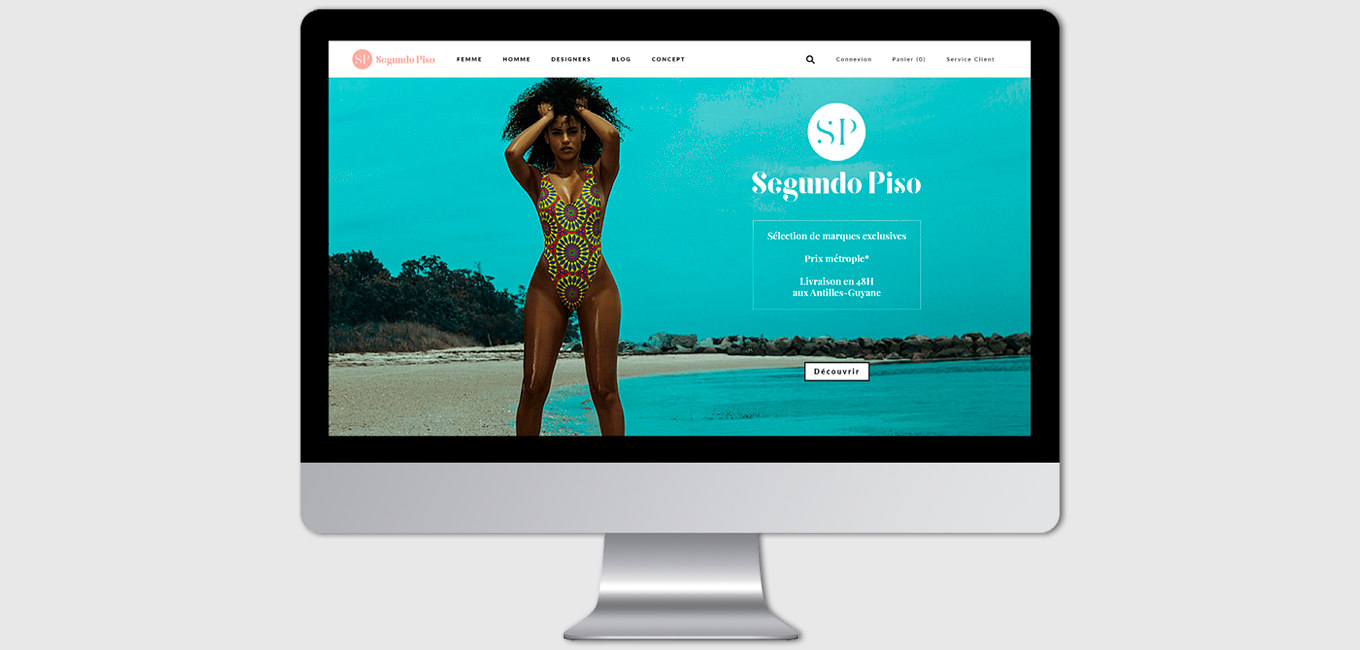 SP Segundo Piso FEMME HOMME DESIGNERS BLOG CONCEPT Connexion Panier (0) Service Client
SP
Segundo Piso
Sélection de marques exclusives
Prix métrople*
Livraison en 48H
aux Antilles-Guyane
Découvrir